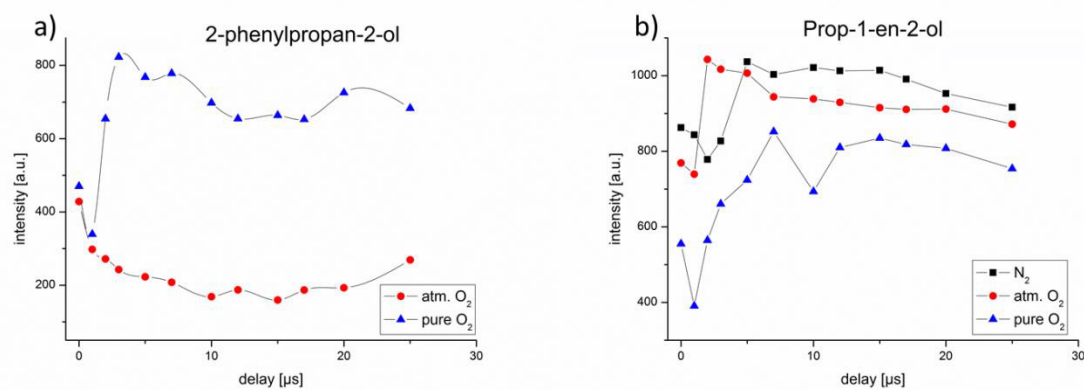 a)
2-phenylpropan-2-ol
800
600
400
200
intensity [a.u.]
0
10
20
30
delay [µs]
atm. O₂
pure O₂
b)
Prop-1-en-2-ol
1000
800
600
400
intensity [a.u.]
0
10
20
30
delay [µs]
N₂
atm. O₂
pure O₂